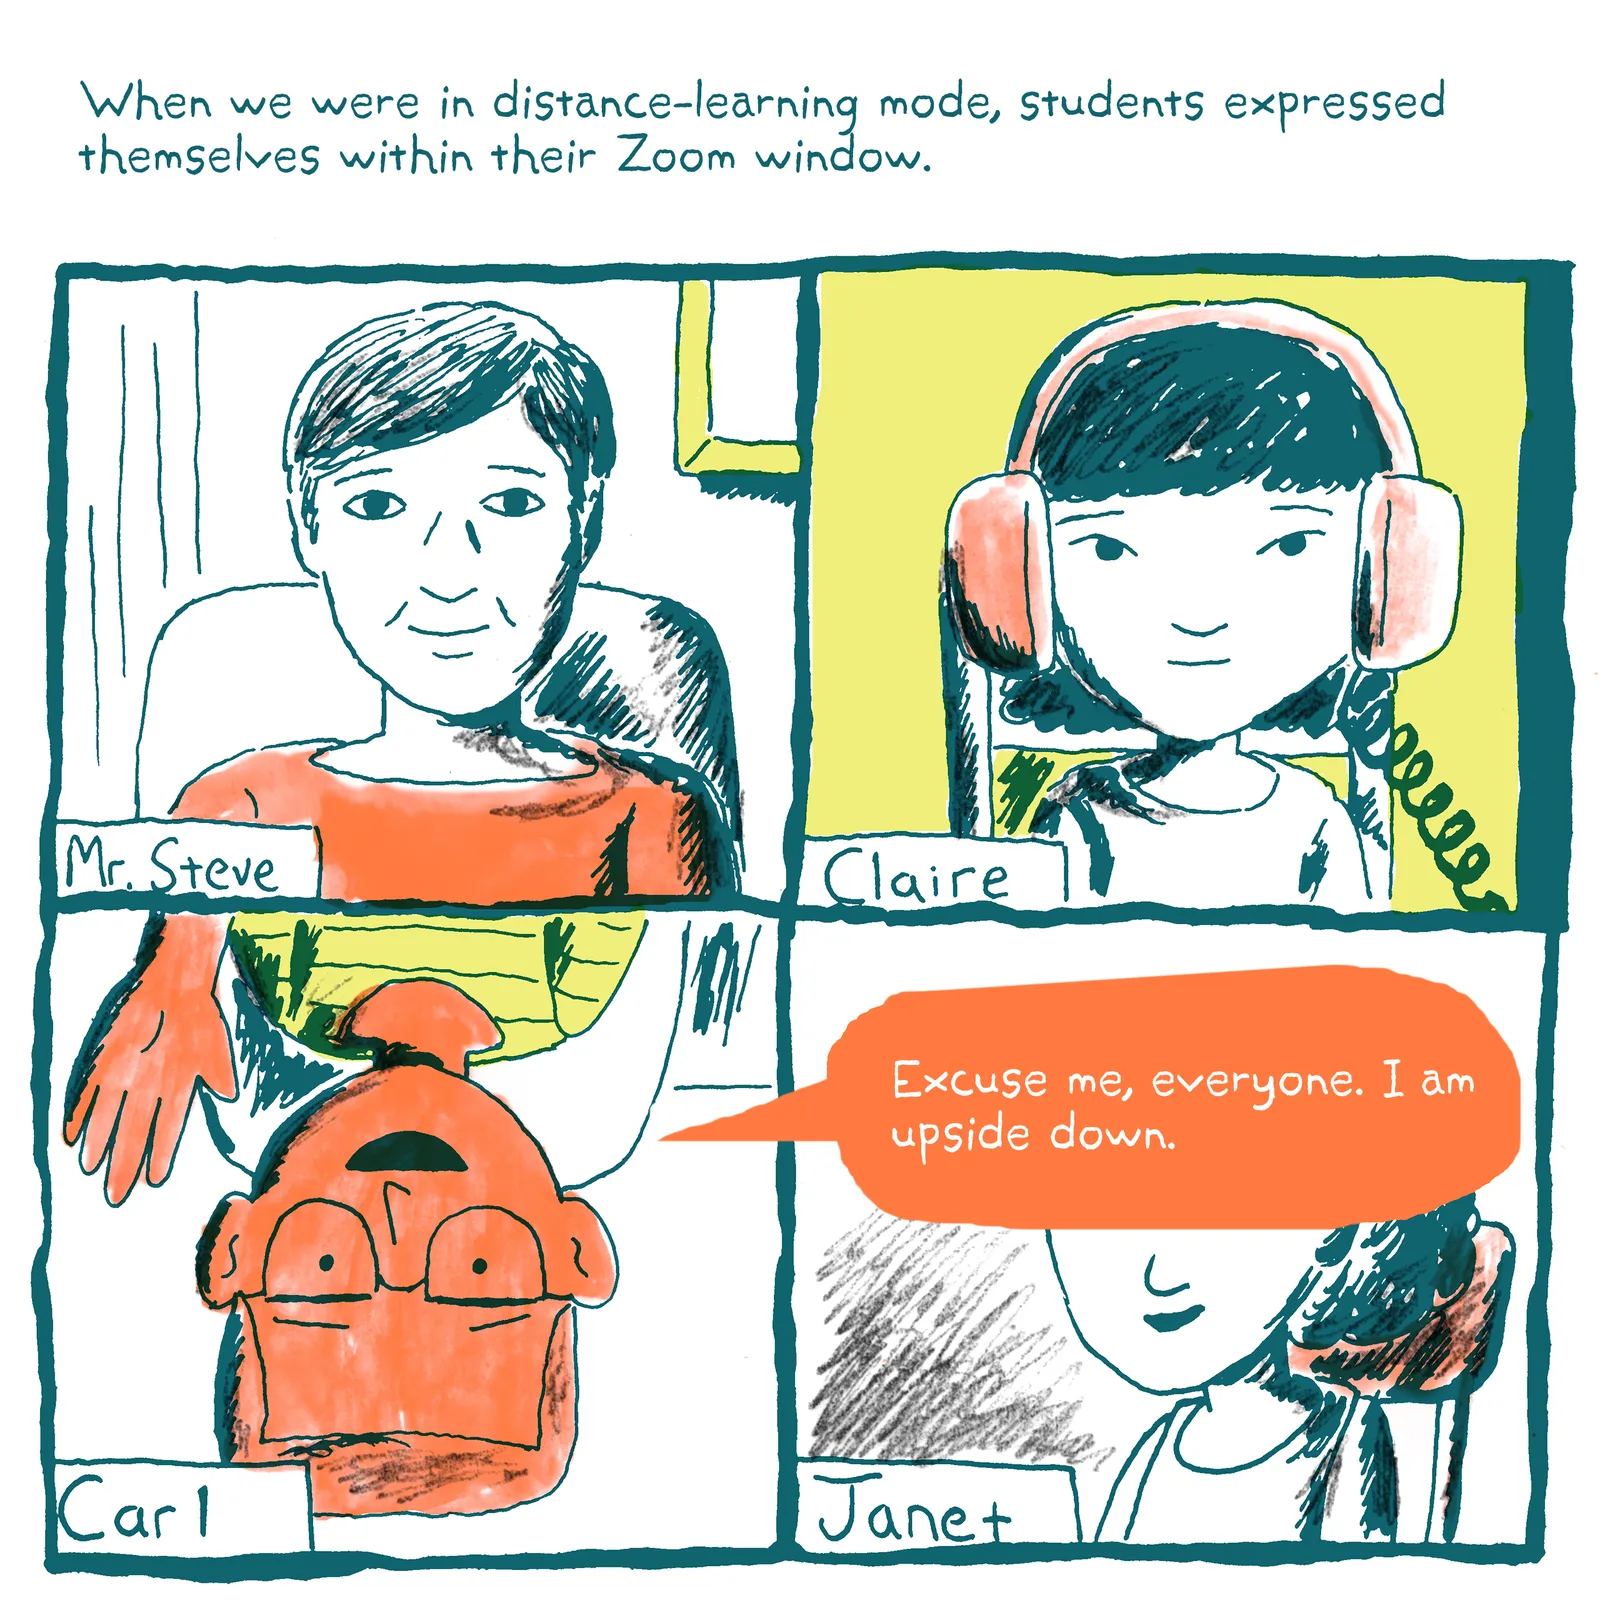 When we were in distance-learning mode, students expressed
themselves within their Zoom window.
Mr. Steve
Claire
Excuse me, everyone. I am
upside down.
Carl
Janet